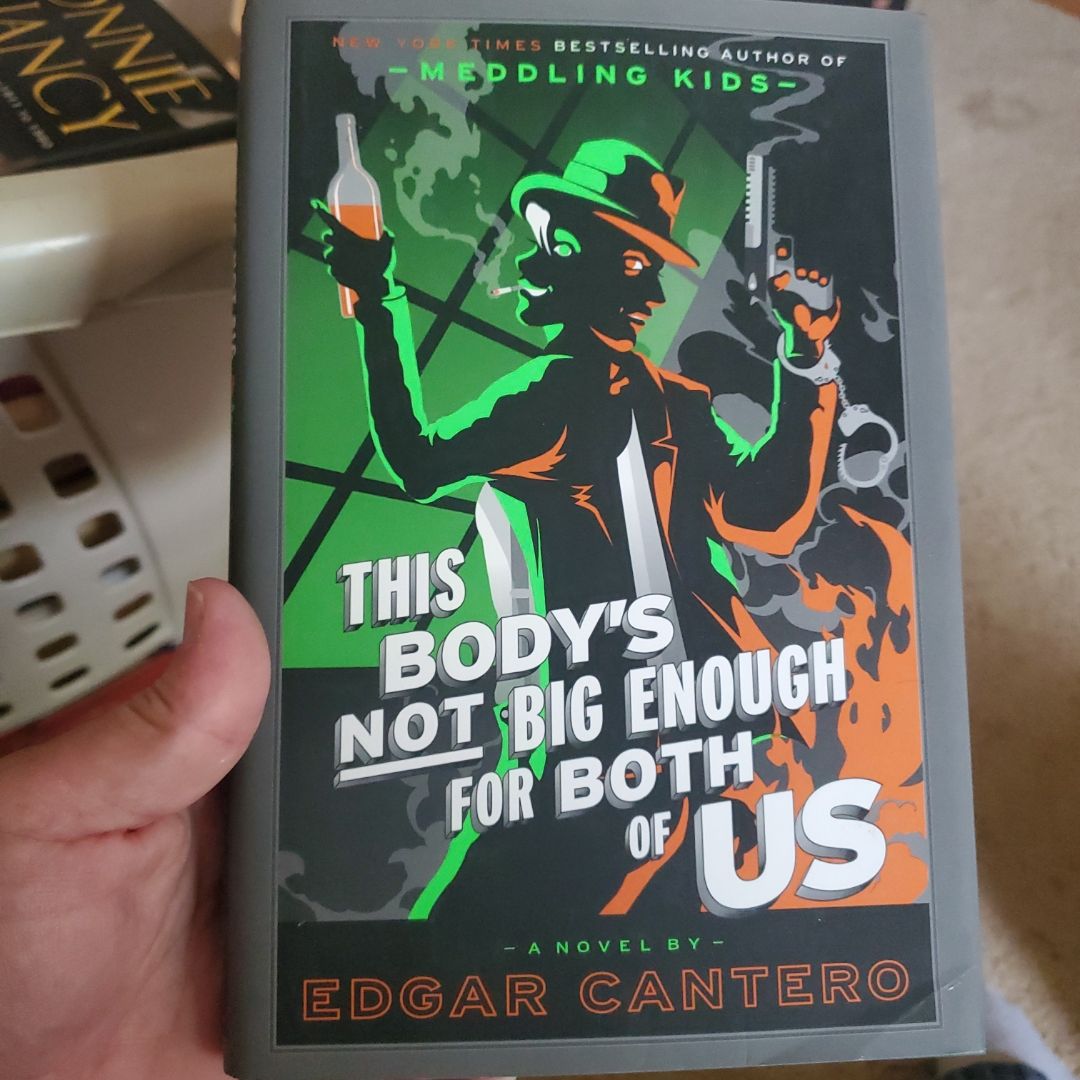 NEW YORK TIMES BESTSELLING AUTHOR OF
–MEDDLING KIDS–
THIS
BODY'S
NOT BIG ENOUGH
FOR BOTH
OF US
– A NOVEL BY –
EDGAR CANTERO